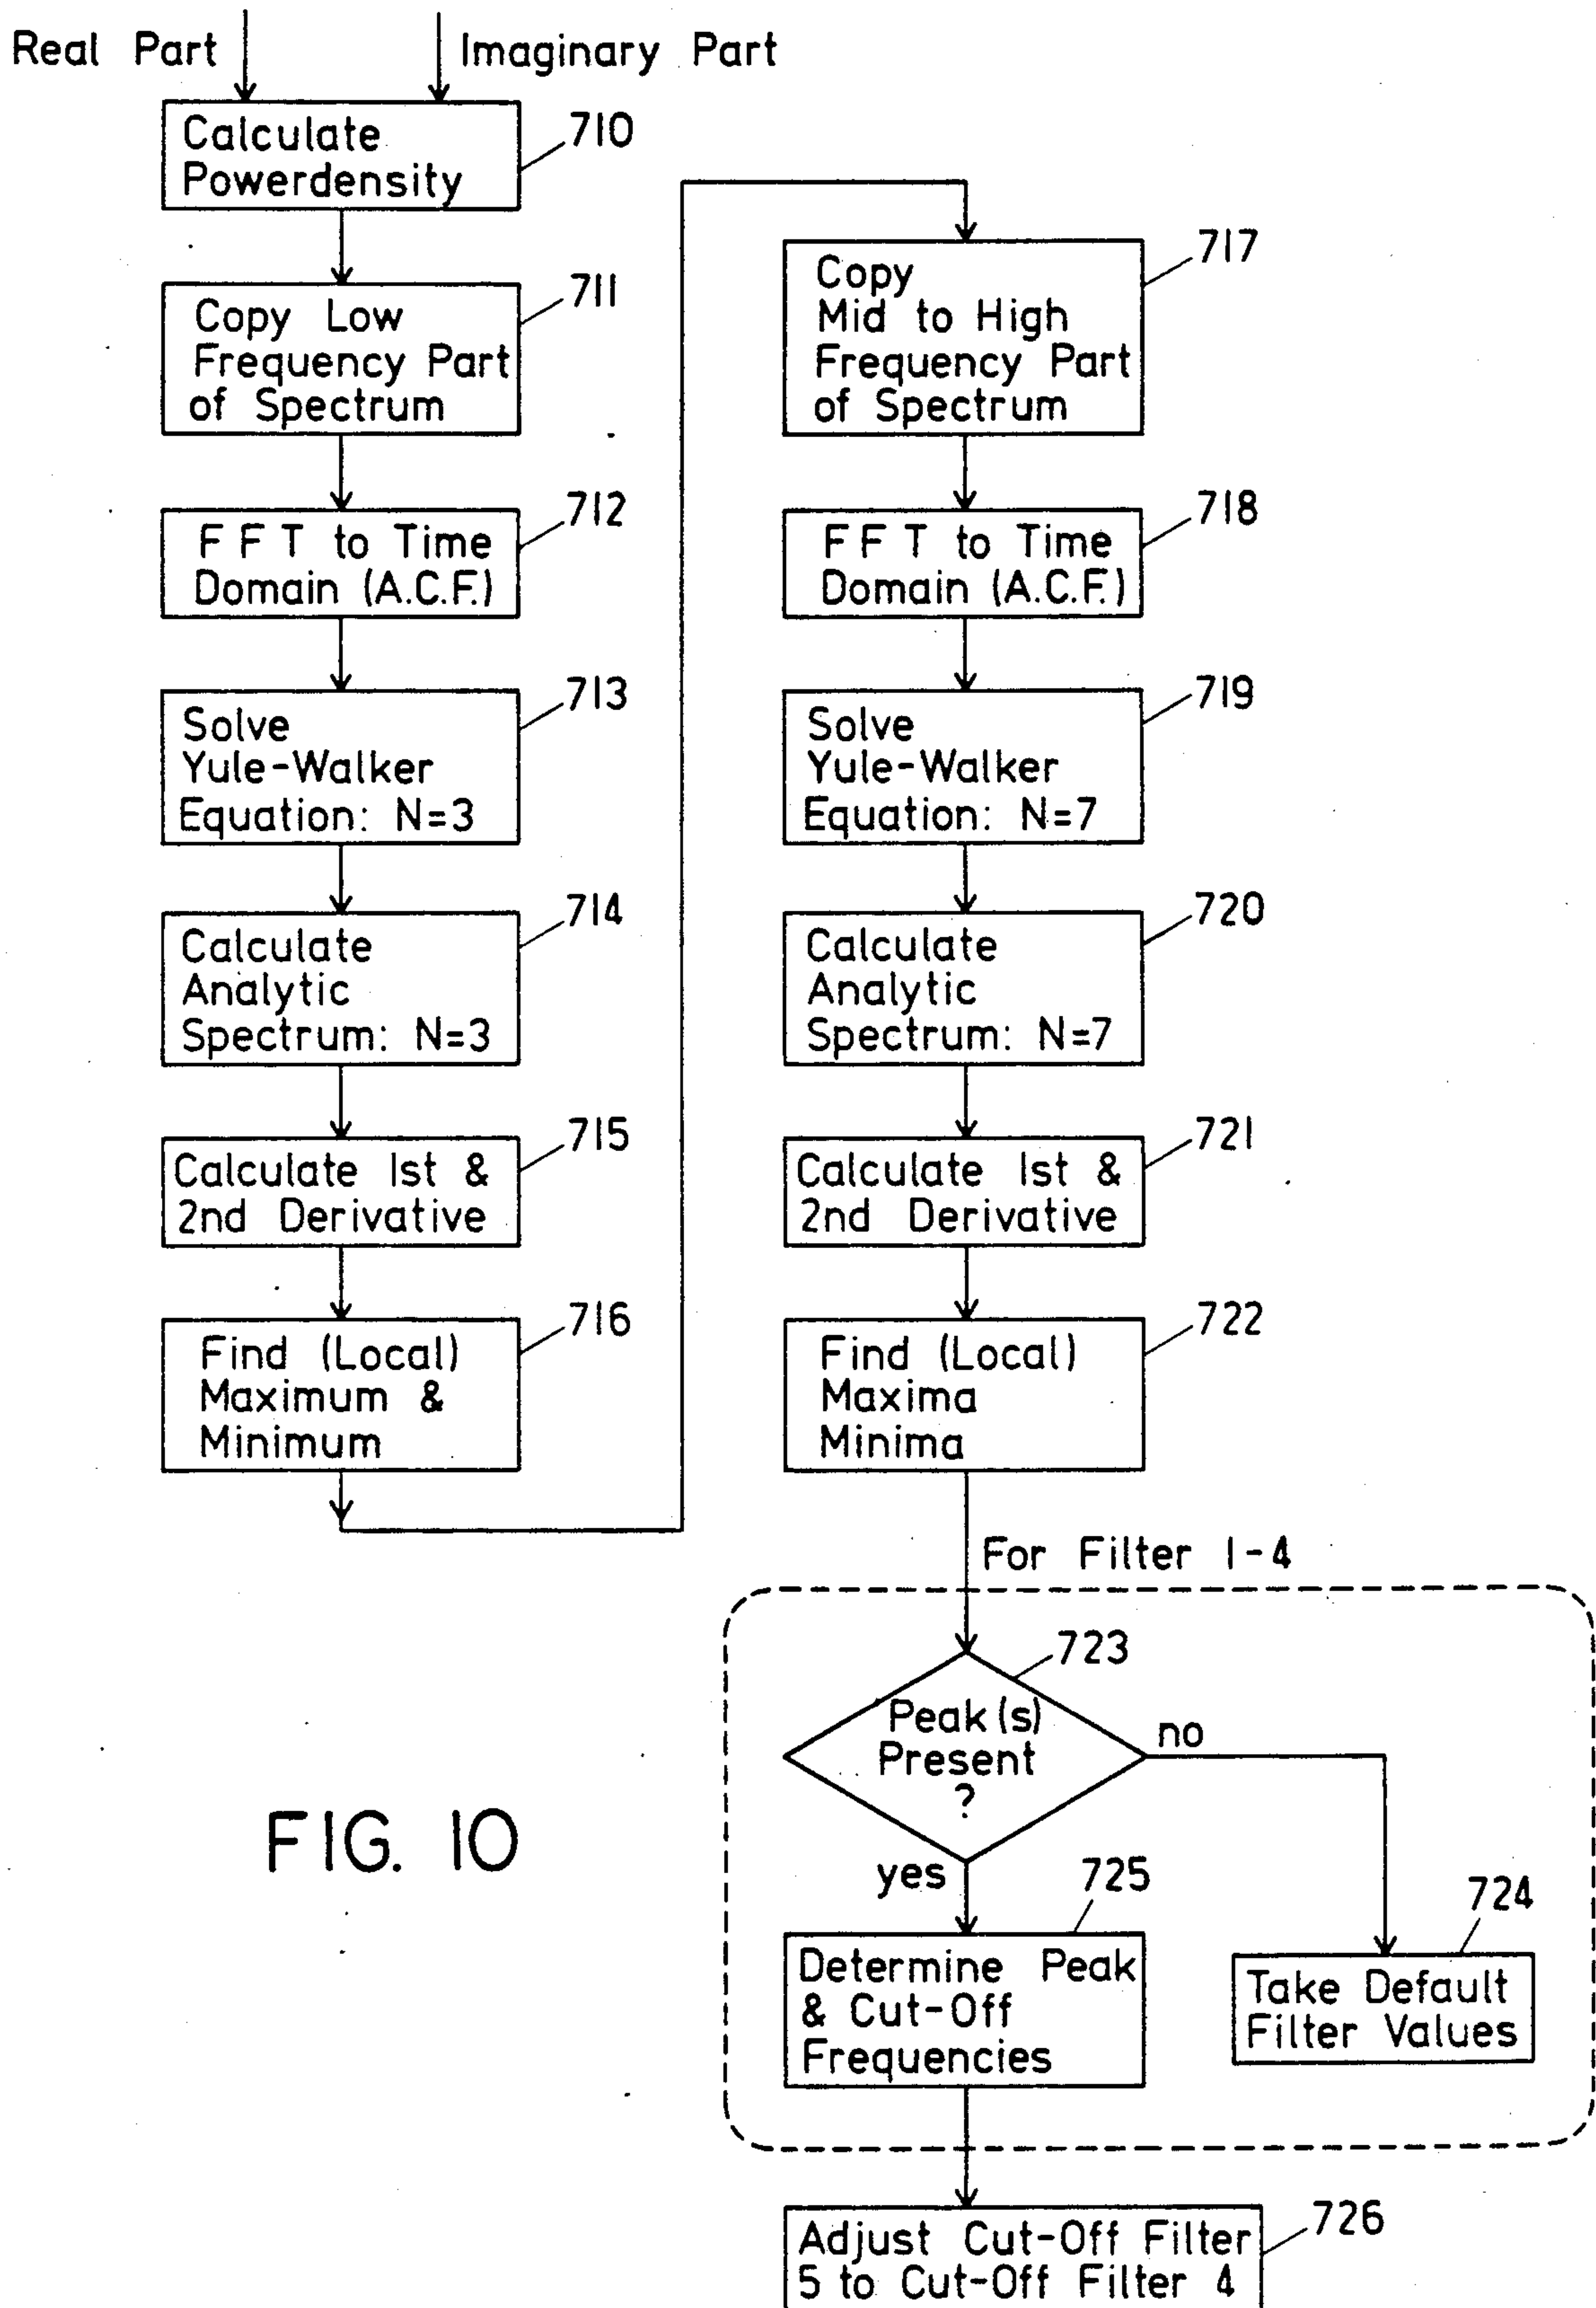 Real Part
Imaginary Part
Calculate
Powerdensity
710
Copy Low
Frequency Part
of Spectrum
711
FFT to Time
Domain (A.C.F.)
712
Solve
Yule-Walker
Equation: N=3
713
Calculate
Analytic
Spectrum: N=3
714
Calculate 1st &
2nd Derivative
715
Find (Local)
Maximum &
Minimum
716
Copy
Mid to High
Frequency Part
of Spectrum
717
FFT to Time
Domain (A.C.F.)
718
Solve
Yule-Walker
Equation: N=7
719
Calculate
Analytic
Spectrum: N=7
720
Calculate 1st &
2nd Derivative
721
Find (Local)
Maxima
Minima
722
For Filter 1-4
723
Peak(s)
Present
?
no
yes
725
724
Determine Peak
& Cut-Off
Frequencies
Take Default
Filter Values
Adjust Cut-Off Filter
5 to Cut-Off Filter 4
726
FIG. 10